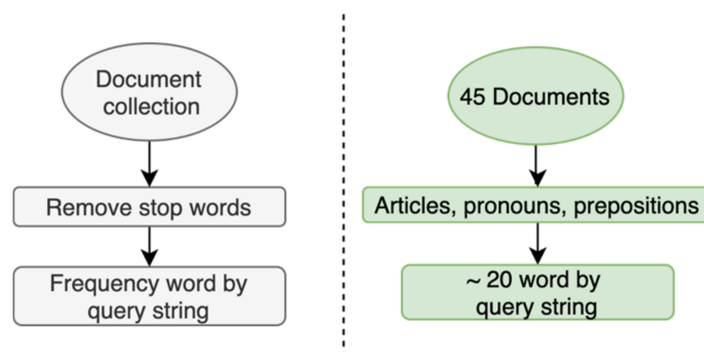 Document
collection
Remove stop words
Frequency word by
query string
45 Documents
Articles, pronouns, prepositions
~ 20 word by
query string